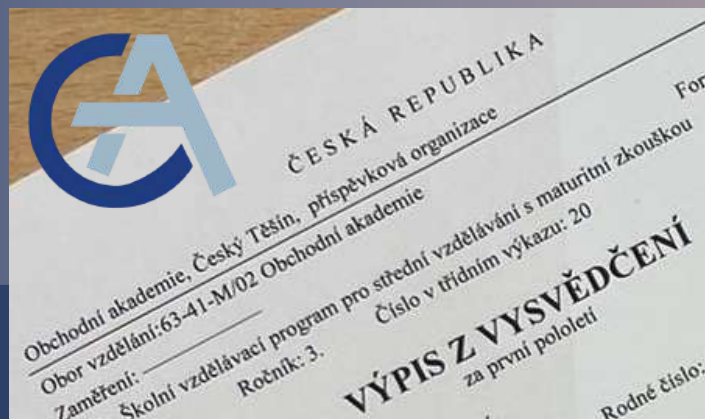 ČESKÁ REPUBLIKA
Obchodní akademie, Český Těšín, příspěvková organizace
Obor vzdělání:63-41-M/02 Obchodní akademie
Zaměření:
Školní vzdělávací program pro střední vzdělávání s maturitní zkouškou
Ročník: 3. Číslo v třídním výkazu: 20
VÝPIS Z VYSVĚDČENÍ
za první pololetí
Rodné číslo: